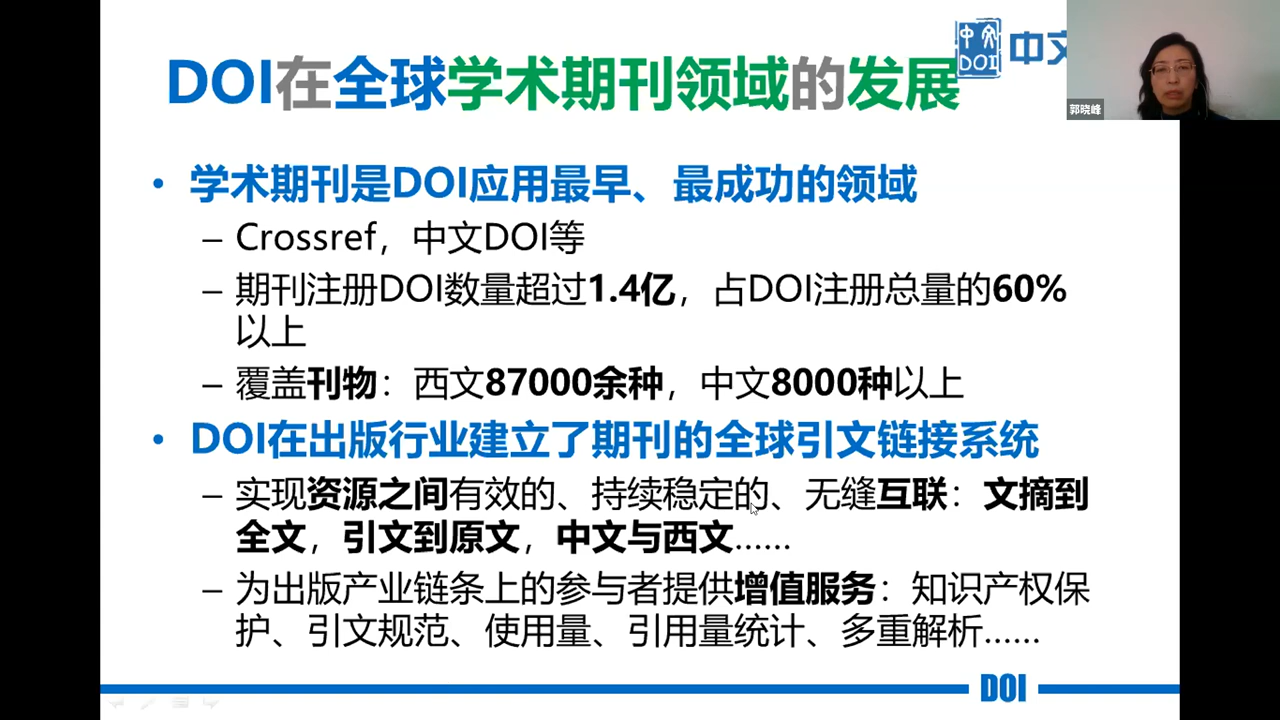 DOI在全球学术期刊领域的发展
中文
DOI
中文
郭晓峰
• 学术期刊是DOI应用最早、最成功的领域
– Crossref，中文DOI等
– 期刊注册DOI数量超过1.4亿，占DOI注册总量的60%
以上
– 覆盖刊物：西文87000余种，中文8000种以上
• DOI在出版行业建立了期刊的全球引文链接系统
– 实现资源之间有效的、持续稳定的、无缝互联：文摘到
全文，引文到原文，中文与西文……
– 为出版产业链条上的参与者提供增值服务：知识产权保
护、引文规范、使用量、引用量统计、多重解析……
DOI